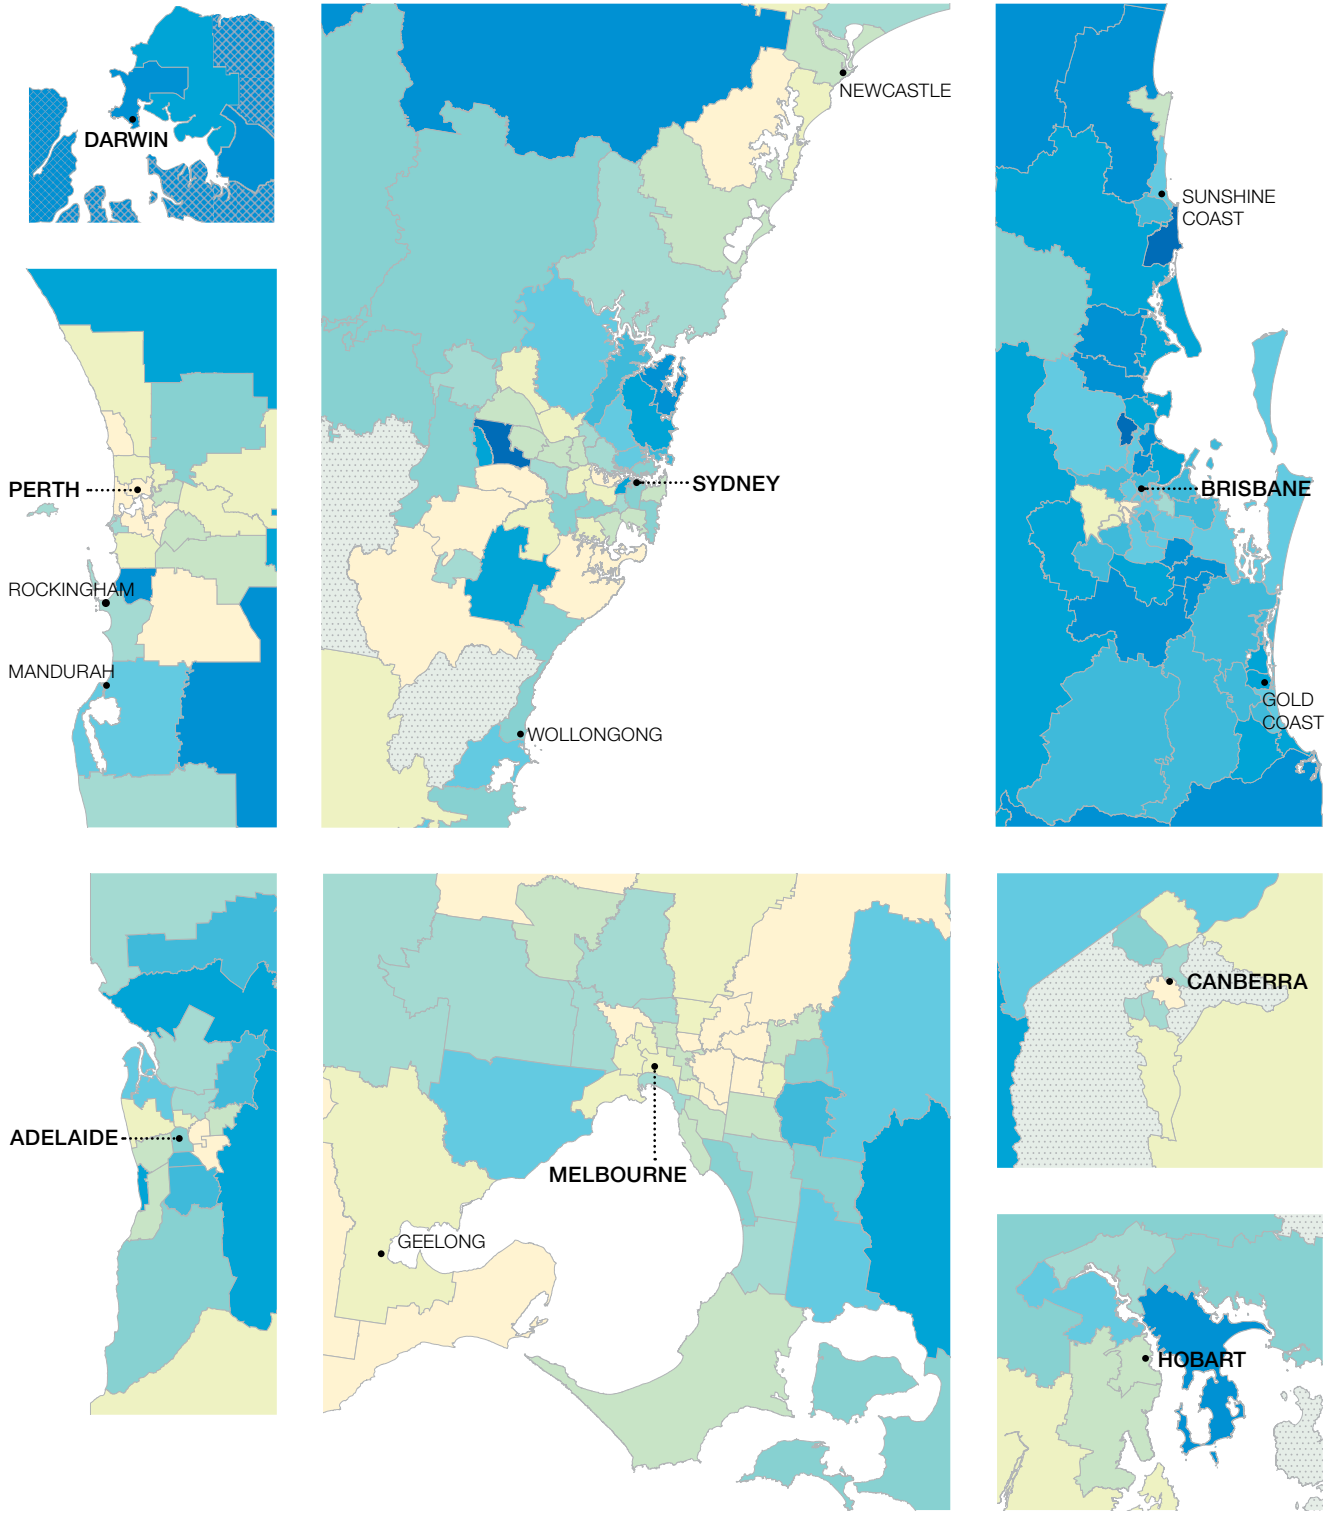 NEWCASTLE
DARWIN
SUNSHINE
COAST
PERTH
SYDNEY
BRISBANE
ROCKINGHAM
MANDURAH
GOLD
COAST
WOLLONGONG
CANBERRA
ADELAIDE
MELBOURNE
GEELONG
HOBART